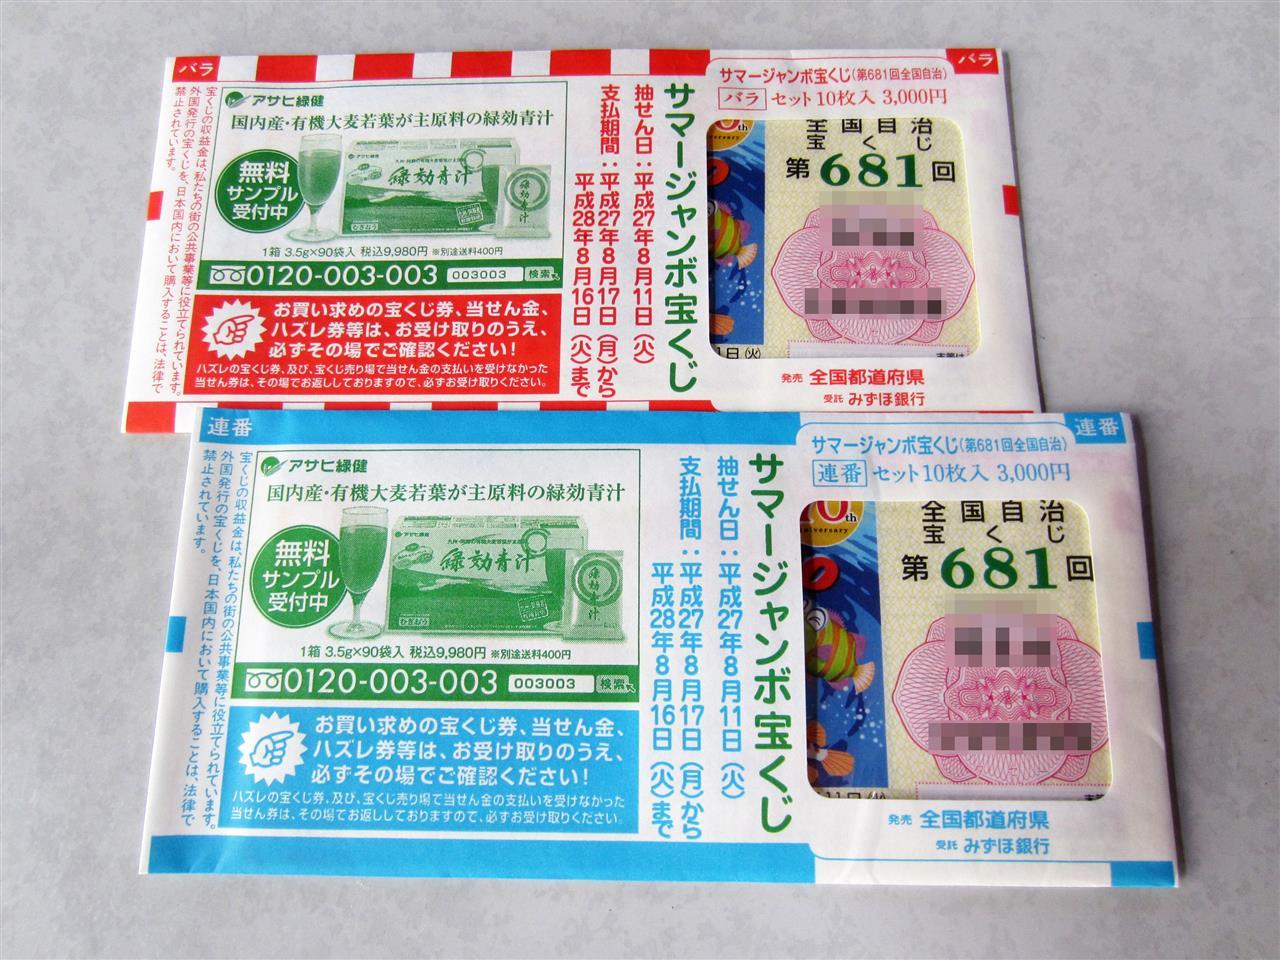 バラ
バラ
宝くじの収益金は、私たちの街の公共事業等に役立てられています。
外国発行の宝くじを、日本国内において購入することは、法律で
禁止されています。
アサヒ緑健
国内産・有機大麦若葉が主原料の緑効青汁
無料
サンプル
受付中
緑効青汁
緑効青汁
1箱 3.5g×90袋入 税込9,980円 ※別途送料400円
0120-003-003
003003
検索
お買い求めの宝くじ券、当せん金、
ハズレ券等は、お受け取りのうえ、
必ずその場でご確認ください!
ハズレの宝くじ券、及び、宝くじ売り場で当せん金の支払いを受けなかった
当せん券は、その場でお返ししておりますので、必ずお受け取りください。
サマージャンボ宝くじ
抽せん日:平成27年8月11日(火)
支払期間:平成27年8月17日(月)から
平成28年8月16日(火)まで
サマージャンボ宝くじ(第681回全国自治)
バラ セット10枚入 3,000円
全国自治
宝くじ
第681回
1日(火)
発売 全国都道府県
受託 みずほ銀行
連番
連番
宝くじの収益金は、私たちの街の公共事業等に役立てられています。
外国発行の宝くじを、日本国内において購入することは、法律で
禁止されています。
アサヒ緑健
国内産・有機大麦若葉が主原料の緑効青汁
無料
サンプル
受付中
アサヒ緑健
緑効青汁
緑効青汁
1箱 3.5g×90袋入 税込9,980円 ※別途送料400円
0120-003-003
003003
検索
お買い求めの宝くじ券、当せん金、
ハズレ券等は、お受け取りのうえ、
必ずその場でご確認ください!
ハズレの宝くじ券、及び、宝くじ売り場で当せん金の支払いを受けなかった
当せん券は、その場でお返ししておりますので、必ずお受け取りください。
サマージャンボ宝くじ
抽せん日:平成27年8月11日(火)
支払期間:平成27年8月17日(月)から
平成28年8月16日(火)まで
サマージャンボ宝くじ(第681回全国自治)
連番 セット10枚入 3,000円
全国自治
宝くじ
第681回
発売 全国都道府県
受託 みずほ銀行